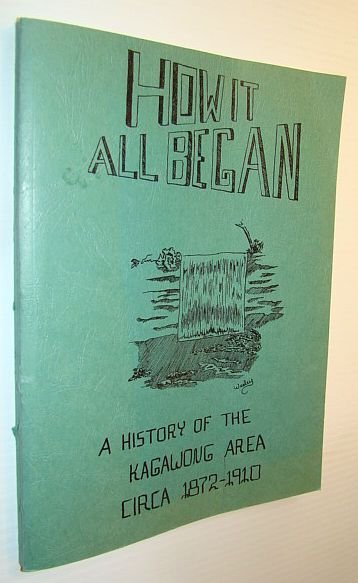 HOW IT
ALL BEGAN
A HISTORY OF THE
KAGAWONG AREA
CIRCA 1872-1910